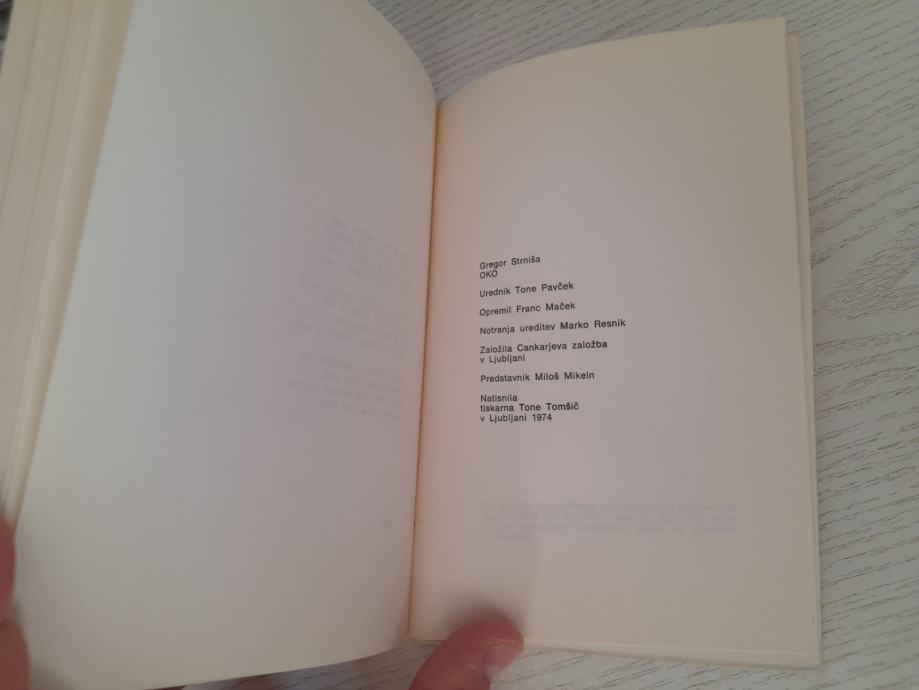 Gregor Strniša
OKO
Urednik Tone Pavček
Opremil Franc Maček
Notranja ureditev Marko Resnik
Založila Cankarjeva založba
v Ljubljani
Predstavnik Miloš Mikeln
Natisnila
tiskarna Tone Tomšič
v Ljubljani 1974